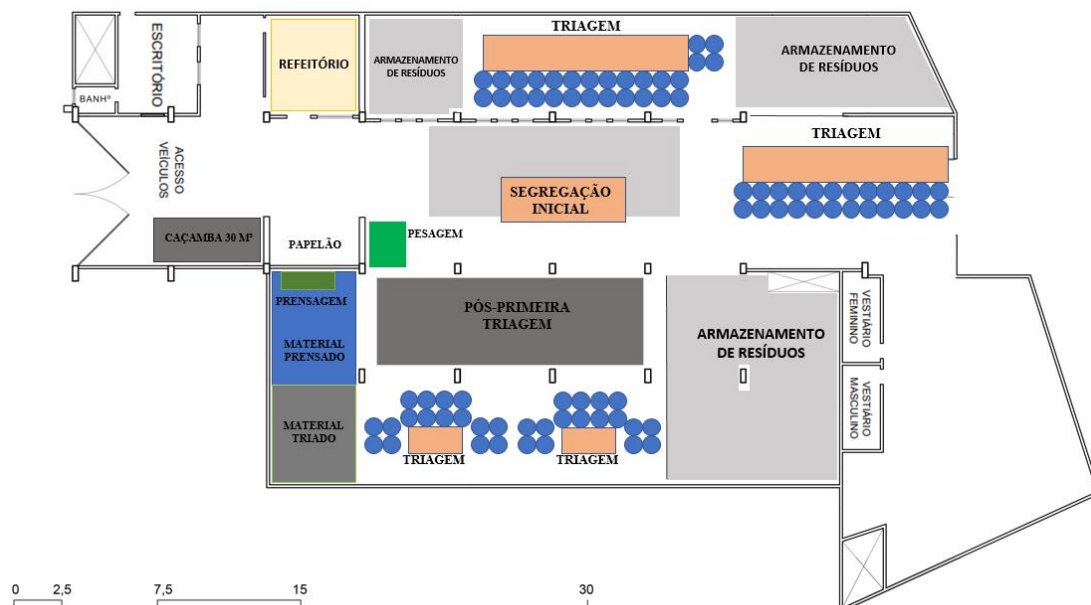 ESCRITÓRIO
BANHº
REFEITÓRIO
ARMAZENAMENTO
DE RESÍDUOS
TRIAGEM
ARMAZENAMENTO
DE RESÍDUOS
TRIAGEM
ACESSO
VEÍCULOS
SEGREGAÇÃO
INICIAL
CAÇAMBA 30 M³
PAPELÃO
PESAGEM
PRENSAGEM
MATERIAL
PRENSADO
MATERIAL
TRIADO
PÓS-PRIMEIRA
TRIAGEM
ARMAZENAMENTO
DE RESÍDUOS
VESTIÁRIO
FEMININO
VESTIÁRIO
MASCULINO
TRIAGEM
TRIAGEM
0 2,5 7,5 15 30